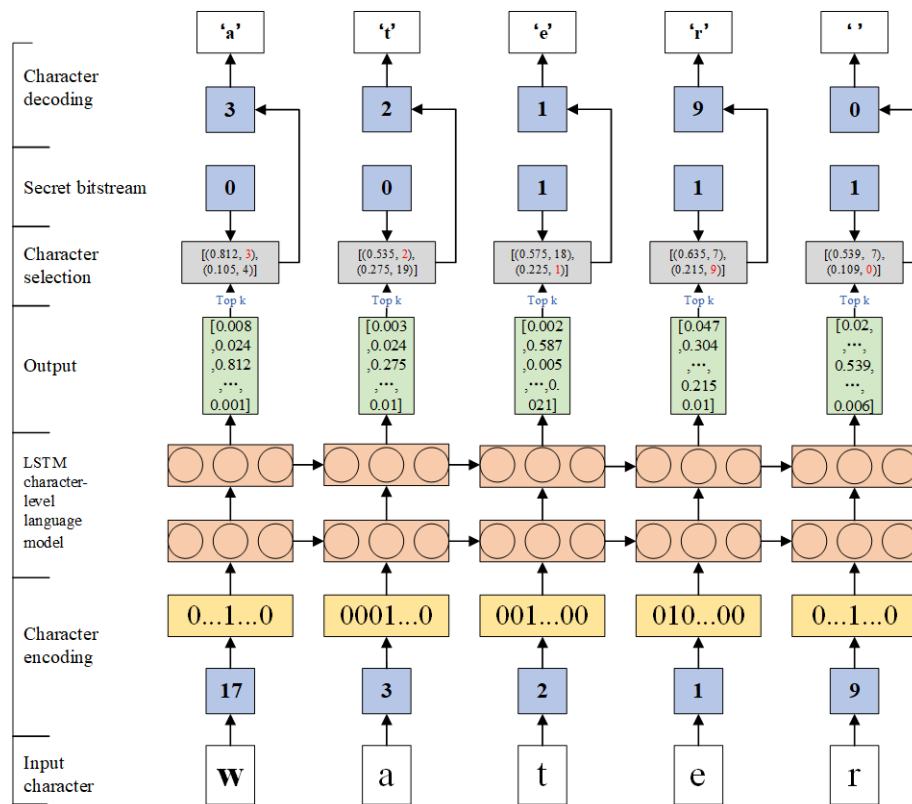 ‘a’ ‘t’ ‘e’ ‘r’ ‘ ’
Character
decoding
3 2 1 9 0
Secret bitstream
0 0 1 1 1
Character
selection
[(0.812, 3),
(0.105, 4)]
[(0.535, 2),
(0.275, 19)]
[(0.575, 18)
(0.225, 1)]
[(0.635, 7),
(0.215, 9)]
[(0.539, 7)
(0.109, 0)]
Top k Top k Top k Top k Top k
Output
[0.008
,0.024
,0.812
,...,
0.001]
[0.003
,0.024
,0.275
,...,
0.01]
[0.002
,0.587
,0.005
,...,0.
021]
[0.047
,0.304
,...,
0.215
0.01]
[0.02,
,...,
0.539,
,...,
0.006]
LSTM
character-
level
language
model
Character
encoding
0...1...0 0001...0 001...00 010...00 0...1...0
17 3 2 1 9
Input
character
w a t e r